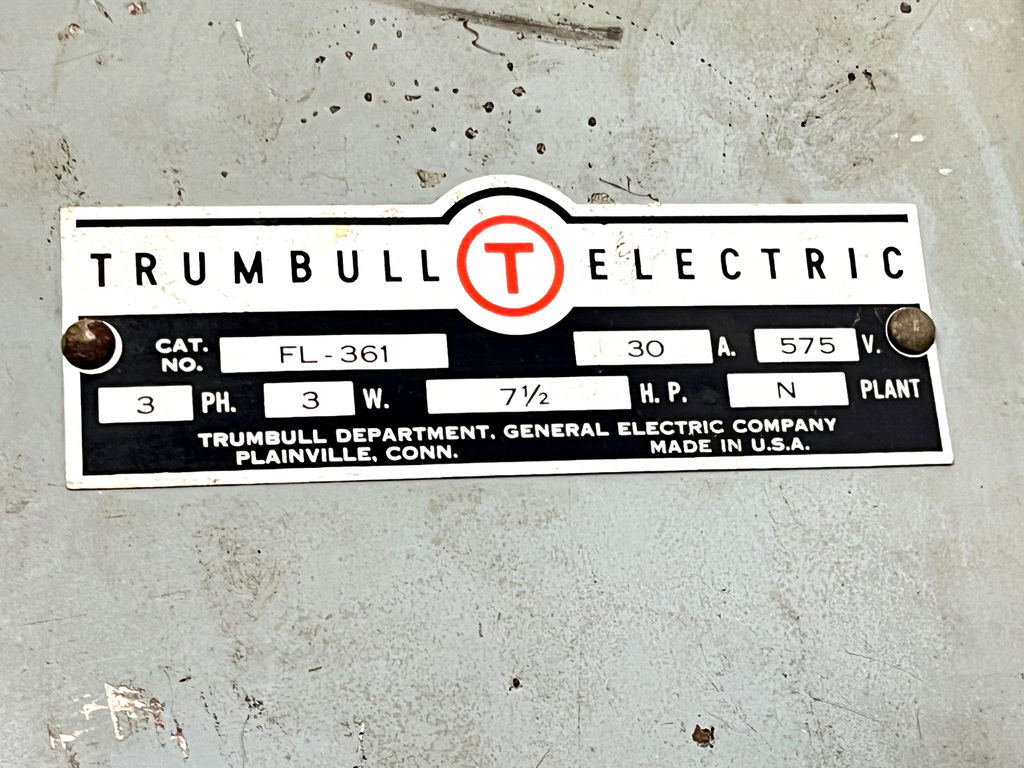 TRUMBULL T ELECTRIC
CAT. NO. FL-361 30 A. 575 V.
3 PH. 3 W. 7½ H. P. N PLANT
TRUMBULL DEPARTMENT, GENERAL ELECTRIC COMPANY
PLAINVILLE, CONN. MADE IN U.S.A.